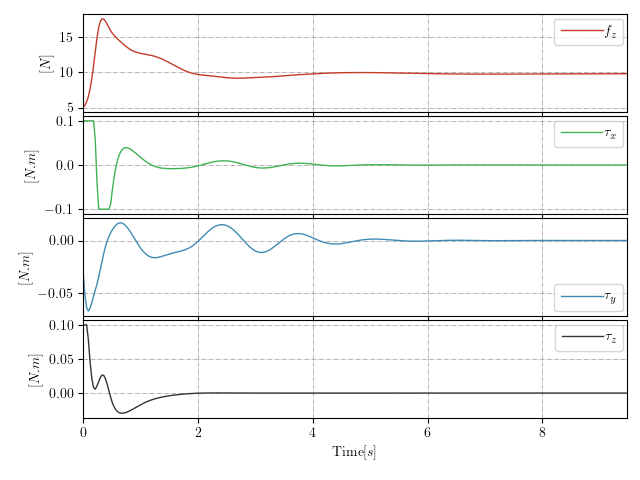 15
10
5
[N]
f_z
0.1
0.0
−0.1
[N.m]
τ_x
0.00
−0.05
[N.m]
τ_y
0.10
0.05
0.00
[N.m]
τ_z
0 2 4 6 8
Time[s]